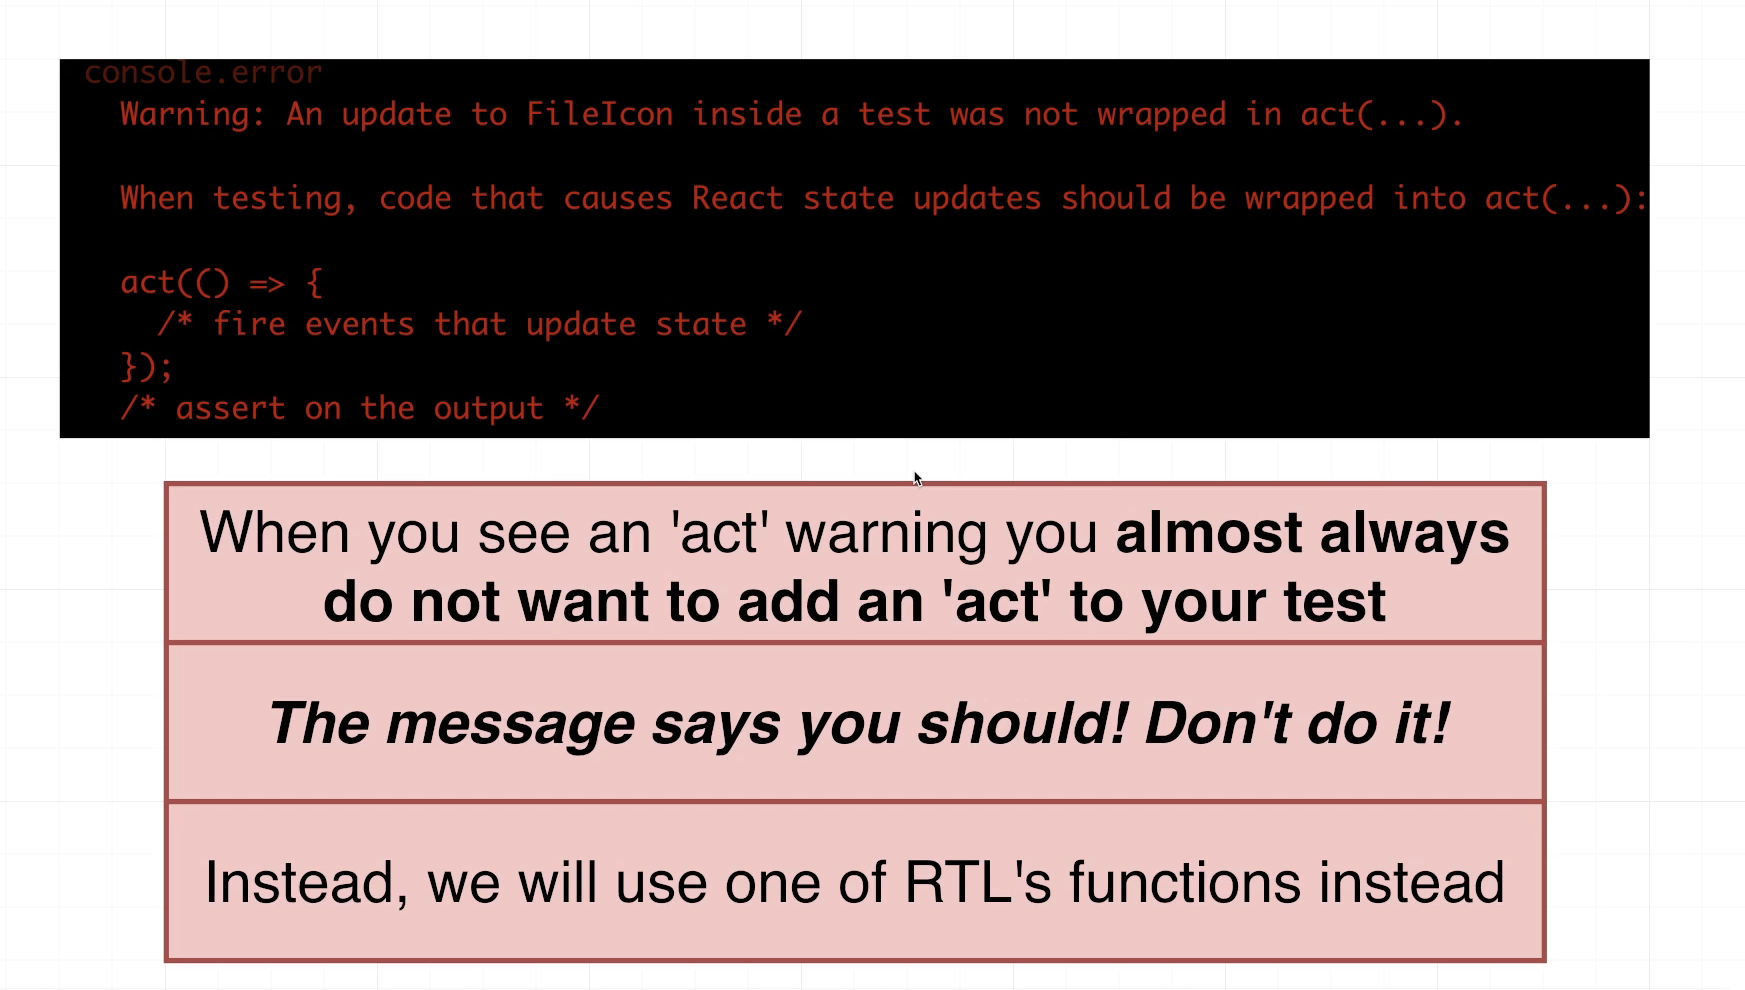 console.error
Warning: An update to FileIcon inside a test was not wrapped in act(...).
When testing, code that causes React state updates should be wrapped into act(...):
act(() => {
/* fire events that update state */
});
/* assert on the output */
When you see an 'act' warning you almost always
do not want to add an 'act' to your test
The message says you should! Don't do it!
Instead, we will use one of RTL's functions instead